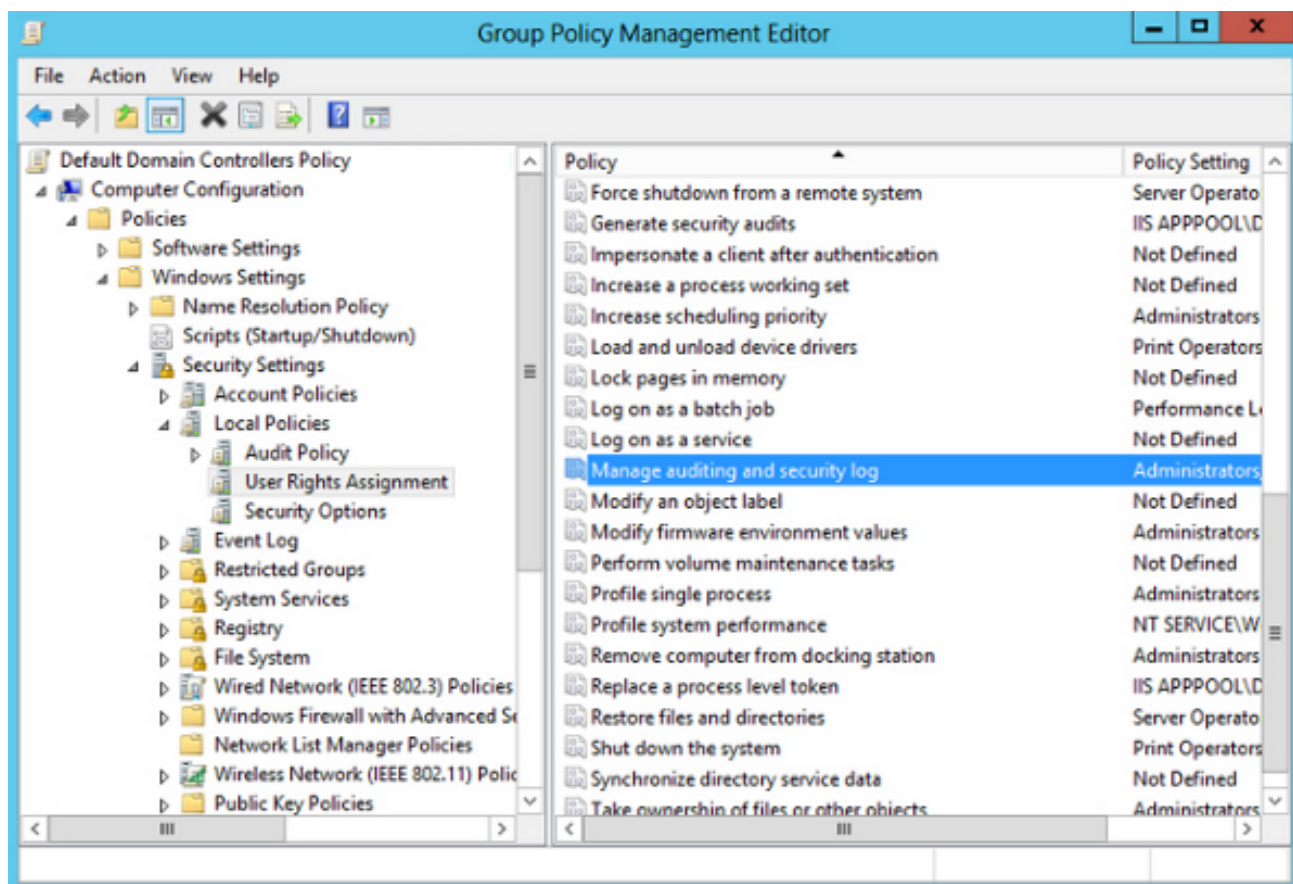 Group Policy Management Editor
File Action View Help
Default Domain Controllers Policy
Computer Configuration
Policies
Software Settings
Windows Settings
Name Resolution Policy
Scripts (Startup/Shutdown)
Security Settings
Account Policies
Local Policies
Audit Policy
User Rights Assignment
Security Options
Event Log
Restricted Groups
System Services
Registry
File System
Wired Network (IEEE 802.3) Policies
Windows Firewall with Advanced Se
Network List Manager Policies
Wireless Network (IEEE 802.11) Polic
Public Key Policies
Policy Policy Setting
Force shutdown from a remote system Server Operato
Generate security audits IIS APPPOOL\D
Impersonate a client after authentication Not Defined
Increase a process working set Not Defined
Increase scheduling priority Administrators
Load and unload device drivers Print Operators
Lock pages in memory Not Defined
Log on as a batch job Performance L
Log on as a service Not Defined
Manage auditing and security log Administrators,
Modify an object label Not Defined
Modify firmware environment values Administrators
Perform volume maintenance tasks Not Defined
Profile single process Administrators
Profile system performance NT SERVICE\W
Remove computer from docking station Administrators
Replace a process level token IIS APPPOOL\D
Restore files and directories Server Operato
Shut down the system Print Operators
Synchronize directory service data Not Defined
Take ownership of files or other objects Administrators